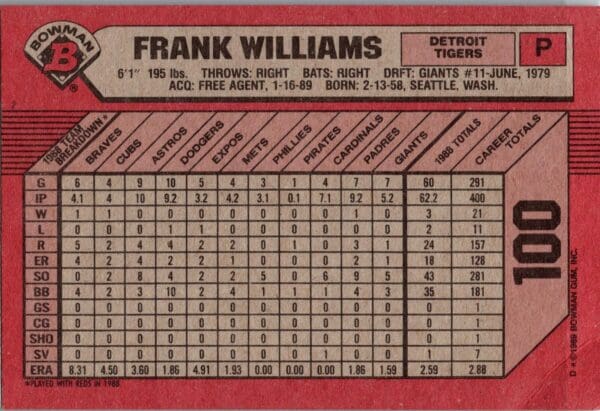 BOWMAN
B
®
FRANK WILLIAMS
DETROIT
TIGERS
P
6'1" 195 lbs. THROWS: RIGHT BATS: RIGHT DRFT: GIANTS #11-JUNE, 1979
ACQ: FREE AGENT, 1-16-89 BORN: 2-13-58, SEATTLE, WASH.
1988 TEAM BREAKDOWN* BRAVES CUBS ASTROS DODGERS EXPOS METS PHILLIES PIRATES CARDINALS PADRES GIANTS 1988 TOTALS CAREER TOTALS
G 6 4 9 10 5 4 3 1 4 7 7 60 291
IP 4.1 4 10 9.2 3.2 4.2 3.1 0.1 7.1 9.2 5.2 62.2 400
W 1 1 0 0 0 0 0 0 0 1 0 3 21
L 0 0 0 1 1 0 0 0 0 0 0 2 11
R 5 2 4 4 2 2 0 1 0 3 1 24 157
ER 4 2 4 2 2 1 0 0 0 2 1 18 128
SO 0 2 8 4 2 2 5 0 6 9 5 43 281
BB 4 2 3 10 2 4 1 1 1 6 1 35 181
GS 0 0 0 0 0 0 0 0 0 0 0 0 1
CG 0 0 0 0 0 0 0 0 0 0 0 0 1
SHO 0 0 0 0 0 0 0 0 0 0 0 0 1
SV 0 0 0 0 0 0 0 0 0 1 0 1 7
ERA 8.31 4.50 3.60 1.86 4.91 1.93 0.00 0.00 0.00 1.86 1.59 2.59 2.88
*PLAYED WITH REDS IN 1988
100
D *©1989 BOWMAN GUM, INC.